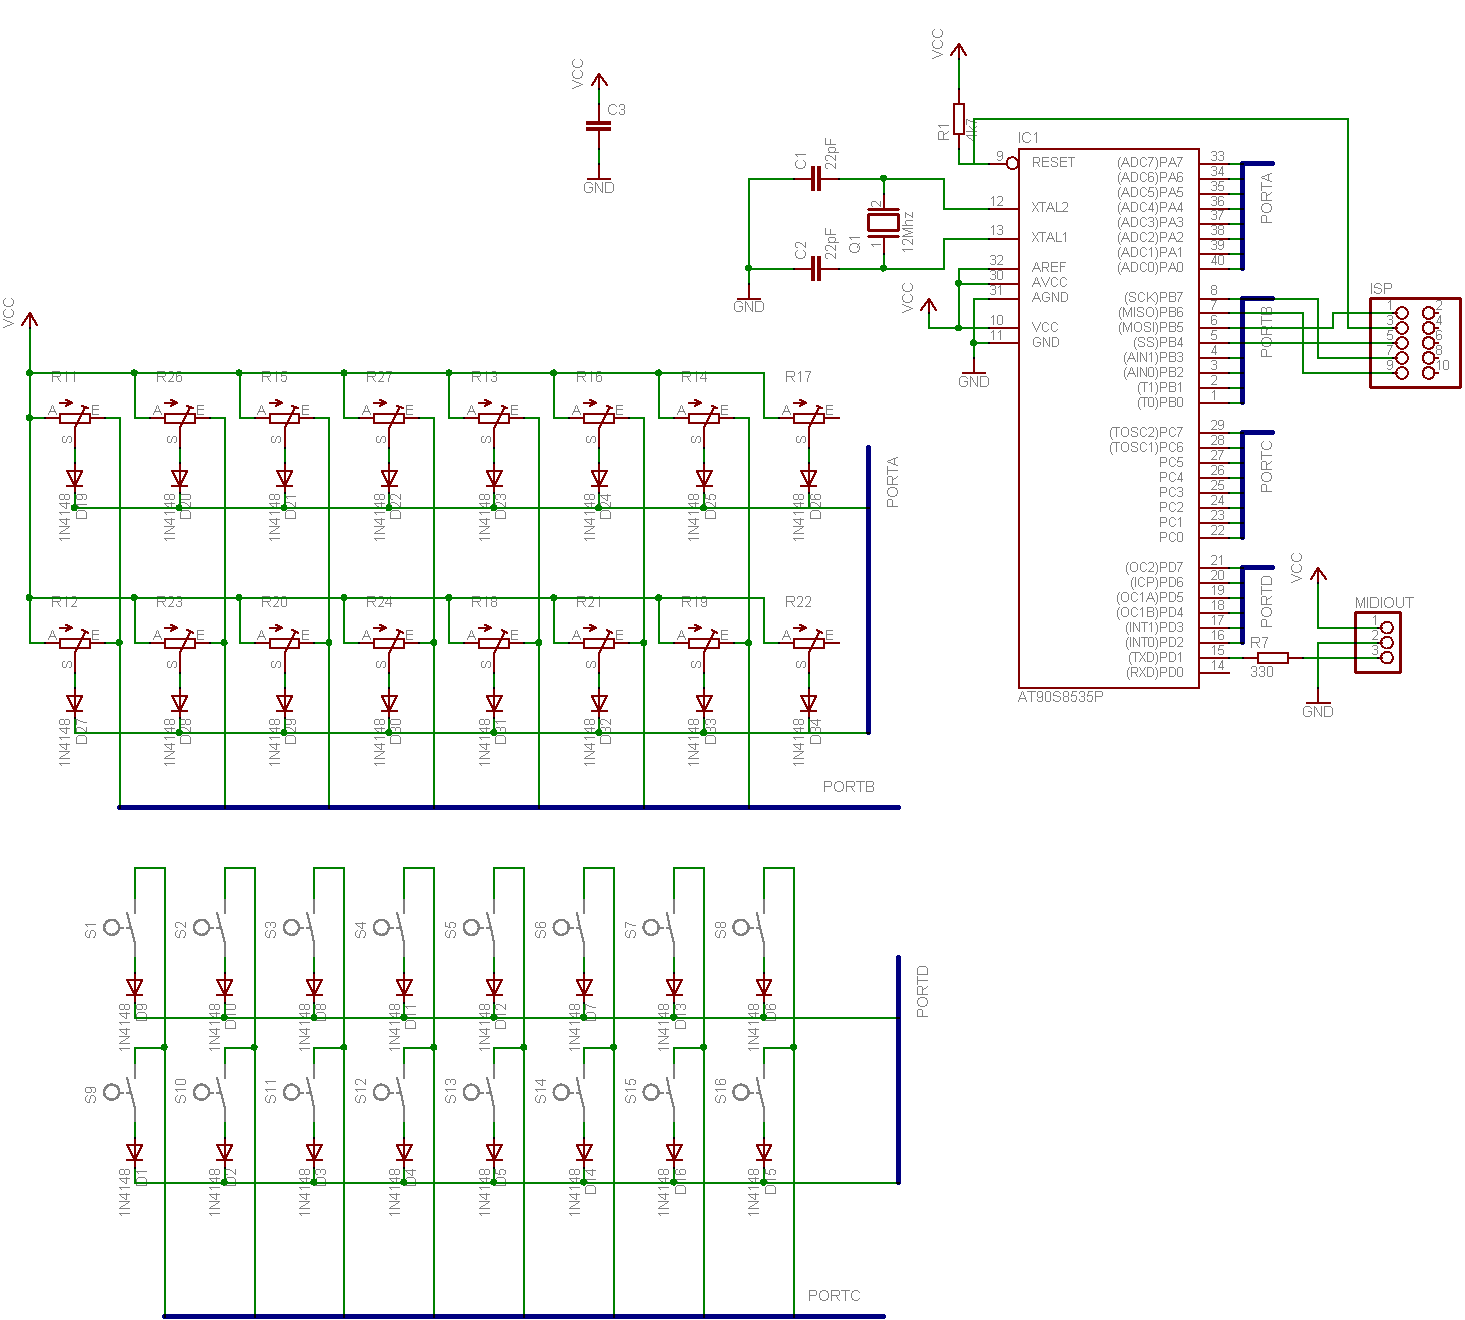 VCC
C3
GND
VCC
R1
4k7
C1
22pF
C2
22pF
Q1
2
1
12Mhz
GND
VCC
GND
IC1
9 RESET
12 XTAL2
13 XTAL1
32 AREF
30 AVCC
31 AGND
10 VCC
11 GND
(ADC7)PA7 33
(ADC6)PA6 34
(ADC5)PA5 35
(ADC4)PA4 36
(ADC3)PA3 37
(ADC2)PA2 38
(ADC1)PA1 39
(ADC0)PA0 40
PORTA
(SCK)PB7 8
(MISO)PB6 7
(MOSI)PB5 6
(SS)PB4 5
(AIN1)PB3 4
(AIN0)PB2 3
(T1)PB1 2
(T0)PB0 1
PORTB
(TOSC2)PC7 29
(TOSC1)PC6 28
PC5 27
PC4 26
PC3 25
PC2 24
PC1 23
PC0 22
PORTC
(OC2)PD7 21
(ICP)PD6 20
(OC1A)PD5 19
(OC1B)PD4 18
(INT1)PD3 17
(INT0)PD2 16
(TXD)PD1 15
(RXD)PD0 14
PORTD
AT90S8535P
ISP
1 2
3 4
5 6
7 8
9 10
VCC
MIDIOUT
1
2
3
R7
330
GND
VCC
R11 R26 R15 R27 R13 R16 R14 R17
A E A E A E A E A E A E A E A E
S S S S S S S S
1N4148 D19 1N4148 D20 1N4148 D21 1N4148 D22 1N4148 D23 1N4148 D24 1N4148 D25 1N4148 D26
PORTA
R12 R23 R20 R24 R18 R21 R19 R22
A E A E A E A E A E A E A E A E
S S S S S S S S
1N4148 D27 1N4148 D28 1N4148 D29 1N4148 D30 1N4148 D31 1N4148 D32 1N4148 D33 1N4148 D34
PORTB
S1 S2 S3 S4 S5 S6 S7 S8
1N4148 D9 1N4148 D10 1N4148 D8 1N4148 D11 1N4148 D12 1N4148 D7 1N4148 D13 1N4148 D6
PORTD
S9 S10 S11 S12 S13 S14 S15 S16
1N4148 D1 1N4148 D2 1N4148 D3 1N4148 D4 1N4148 D5 1N4148 D14 1N4148 D16 1N4148 D15
PORTC